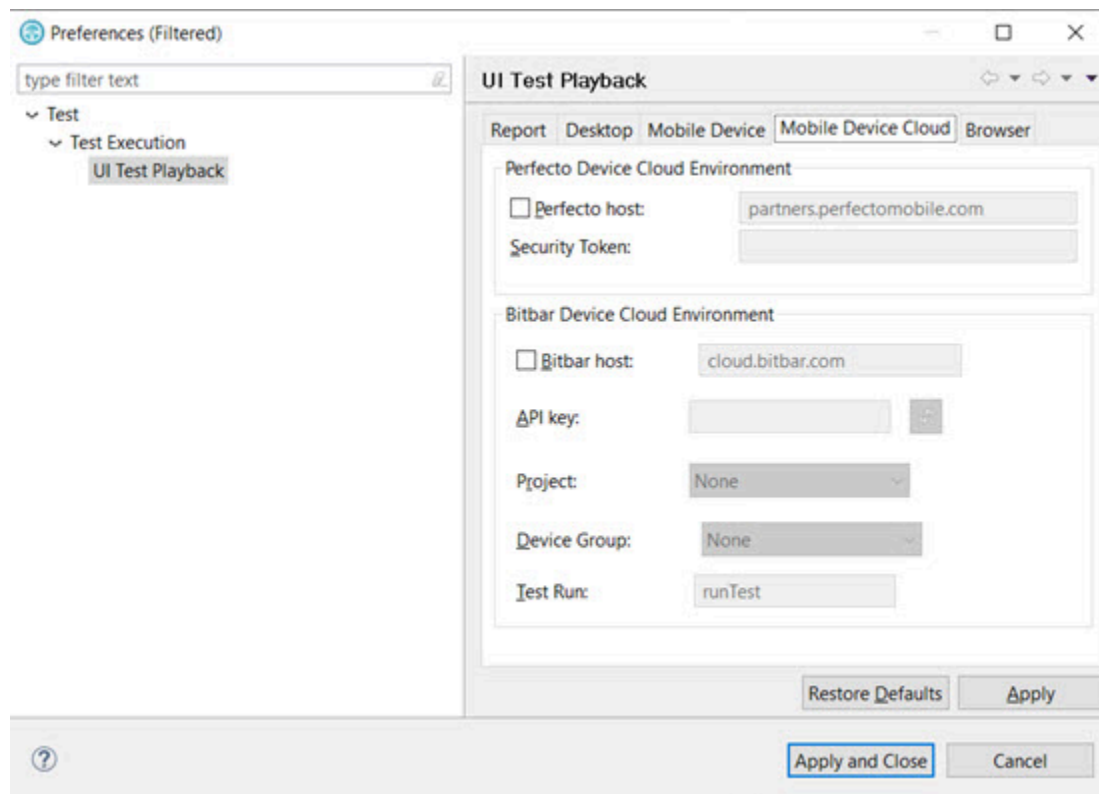 Preferences (Filtered)
type filter text
Test
Test Execution
UI Test Playback
UI Test Playback
Report Desktop Mobile Device Mobile Device Cloud Browser
Perfecto Device Cloud Environment
Perfecto host: partners.perfectomobile.com
Security Token:
Bitbar Device Cloud Environment
Bitbar host: cloud.bitbar.com
API key:
Project: None
Device Group: None
Test Run: runTest
Restore Defaults Apply
? Apply and Close Cancel